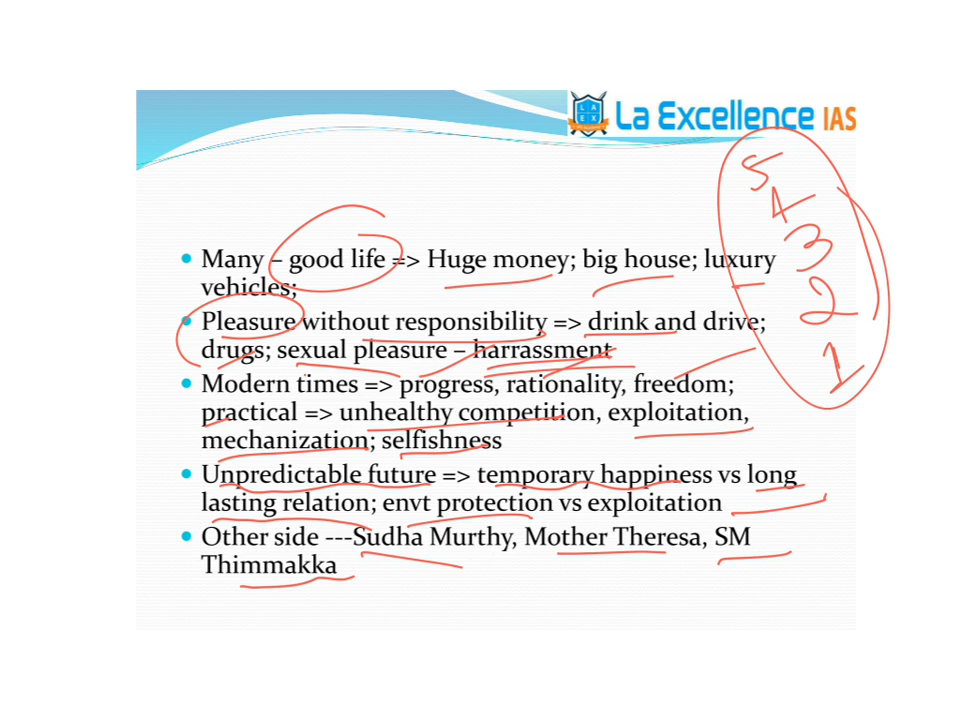 La Excellence IAS
5
4
3
2
1
• Many – good life => Huge money; big house; luxury
vehicles;
• Pleasure without responsibility => drink and drive;
drugs; sexual pleasure – harrassment
• Modern times => progress, rationality, freedom;
practical => unhealthy competition, exploitation,
mechanization; selfishness
• Unpredictable future => temporary happiness vs long
lasting relation; envt protection vs exploitation
• Other side ---Sudha Murthy, Mother Theresa, SM
Thimmakka